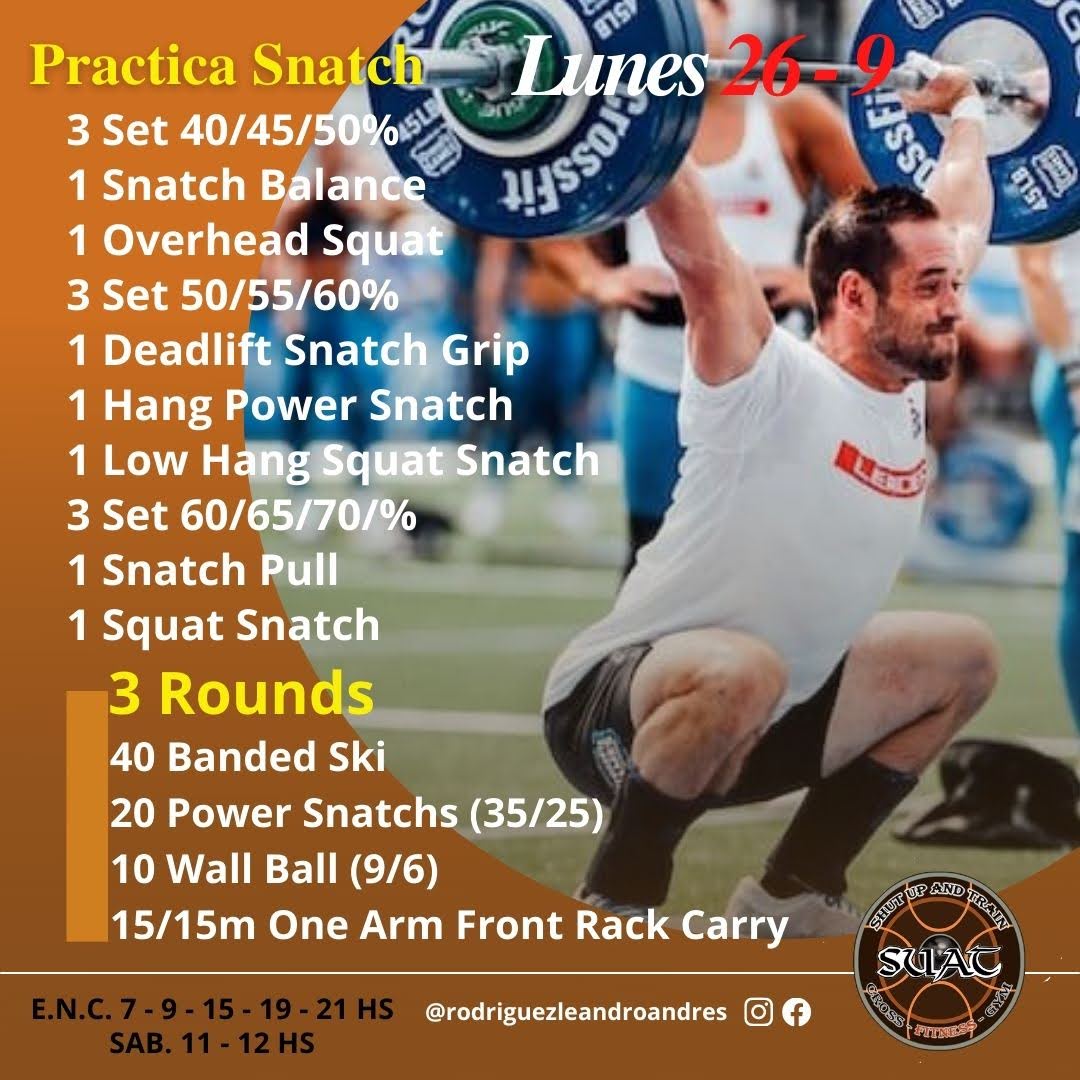 Practica Snatch
Lunes 26 - 9
3 Set 40/45/50%
1 Snatch Balance
1 Overhead Squat
3 Set 50/55/60%
1 Deadlift Snatch Grip
1 Hang Power Snatch
1 Low Hang Squat Snatch
3 Set 60/65/70/%
1 Snatch Pull
1 Squat Snatch
3 Rounds
40 Banded Ski
20 Power Snatchs (35/25)
10 Wall Ball (9/6)
15/15m One Arm Front Rack Carry
E.N.C. 7 - 9 - 15 - 19 - 21 HS
SAB. 11 - 12 HS
@rodriguezleandroandres
SHUT UP AND TRAIN
SUAT
CROSS - FITNESS - GYM
CrossFit
45LB
45LB
45LB